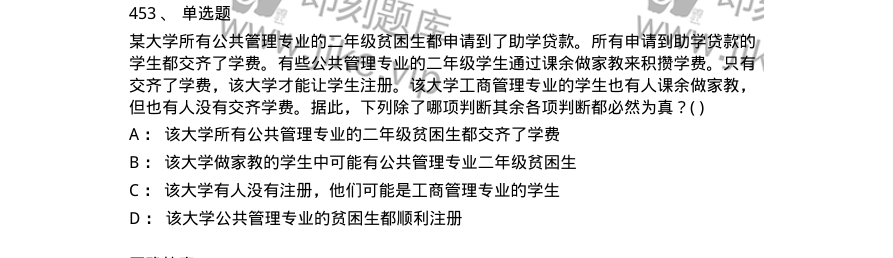 453 、 单选题
某大学所有公共管理专业的二年级贫困生都申请到了助学贷款。所有申请到助学贷款的
学生都交齐了学费。有些公共管理专业的二年级学生通过课余做家教来积攒学费。只有
交齐了学费，该大学才能让学生注册。该大学工商管理专业的学生也有人课余做家教，
但也有人没有交齐学费。据此，下列除了哪项判断其余各项判断都必然为真？( )
A ： 该大学所有公共管理专业的二年级贫困生都交齐了学费
B ： 该大学做家教的学生中可能有公共管理专业二年级贫困生
C ： 该大学有人没有注册，他们可能是工商管理专业的学生
D ： 该大学公共管理专业的贫困生都顺利注册